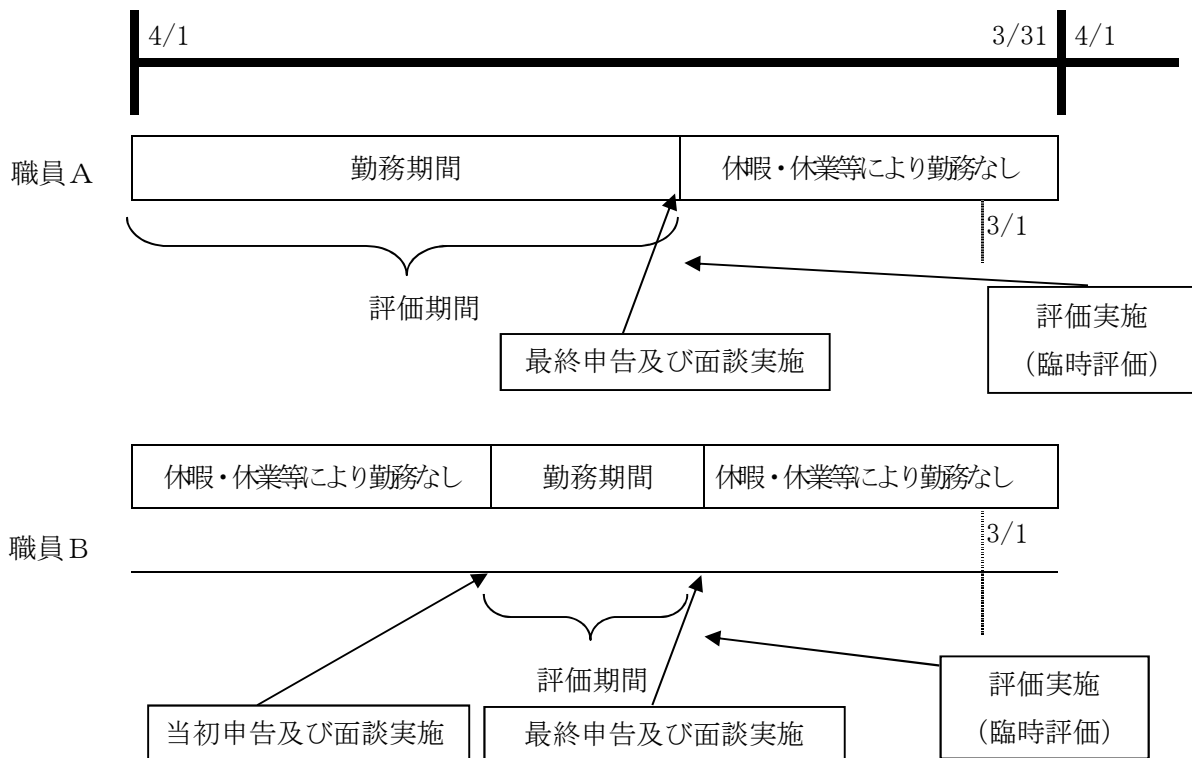 4/1
3/31
4/1
職員A
勤務期間
休暇・休業等により勤務なし
3/1
評価期間
最終申告及び面談実施
評価実施
(臨時評価)
職員B
休暇・休業等により勤務なし
勤務期間
休暇・休業等により勤務なし
3/1
評価期間
当初申告及び面談実施
最終申告及び面談実施
評価実施
(臨時評価)